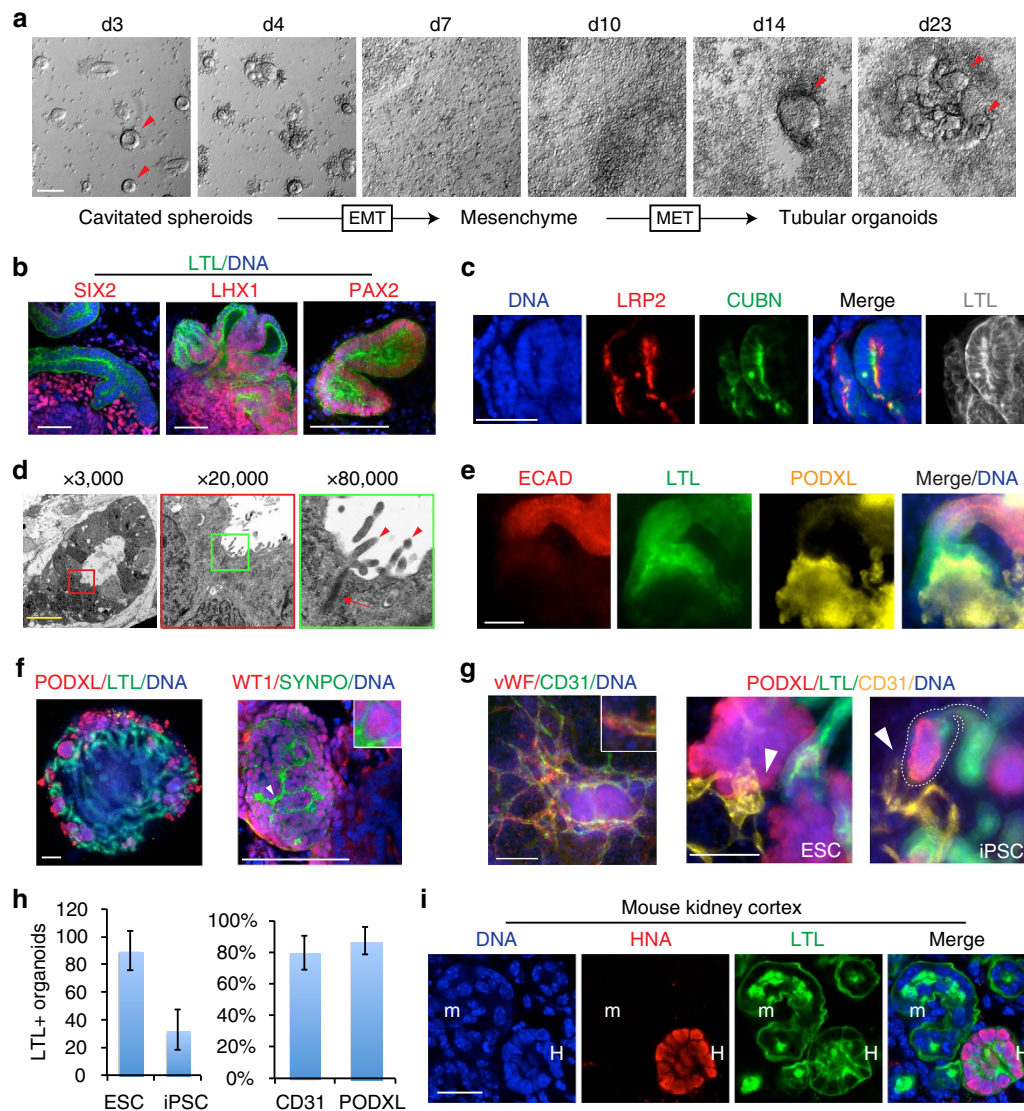 a
d3 d4 d7 d10 d14 d23
Cavitated spheroids EMT Mesenchyme MET Tubular organoids
b
LTL/DNA
SIX2 LHX1 PAX2
c
DNA LRP2 CUBN Merge LTL
d
×3,000 ×20,000 ×80,000
e
ECAD LTL PODXL Merge/DNA
f
PODXL/LTL/DNA WT1/SYNPO/DNA
g
vWF/CD31/DNA PODXL/LTL/CD31/DNA
ESC iPSC
h
LTL+ organoids
120
100
80
60
40
20
0
ESC iPSC
100%
80%
60%
40%
20%
0%
CD31 PODXL
i
Mouse kidney cortex
DNA HNA LTL Merge
m m m m
H H H H